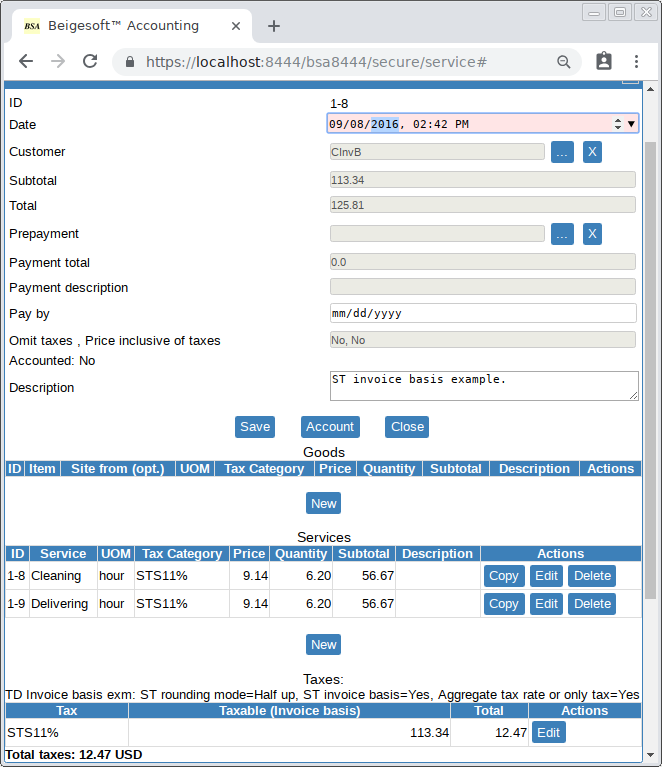 BSA Beigesoft™ Accounting
https://localhost:8444/bsa8444/secure/service#
ID 1-8
Date 09/08/2016, 02:42 PM
Customer CInvB ... X
Subtotal 113.34
Total 125.81
Prepayment ... X
Payment total 0.0
Payment description
Pay by mm/dd/yyyy
Omit taxes , Price inclusive of taxes No, No
Accounted: No
Description ST invoice basis example.
Save Account Close
Goods
ID Item Site from (opt.) UOM Tax Category Price Quantity Subtotal Description Actions
New
Services
ID Service UOM Tax Category Price Quantity Subtotal Description Actions
1-8 Cleaning hour STS11% 9.14 6.20 56.67 Copy Edit Delete
1-9 Delivering hour STS11% 9.14 6.20 56.67 Copy Edit Delete
New
Taxes:
TD Invoice basis exm: ST rounding mode=Half up, ST invoice basis=Yes, Aggregate tax rate or only tax=Yes
Tax Taxable (Invoice basis) Total Actions
STS11% 113.34 12.47 Edit
Total taxes: 12.47 USD